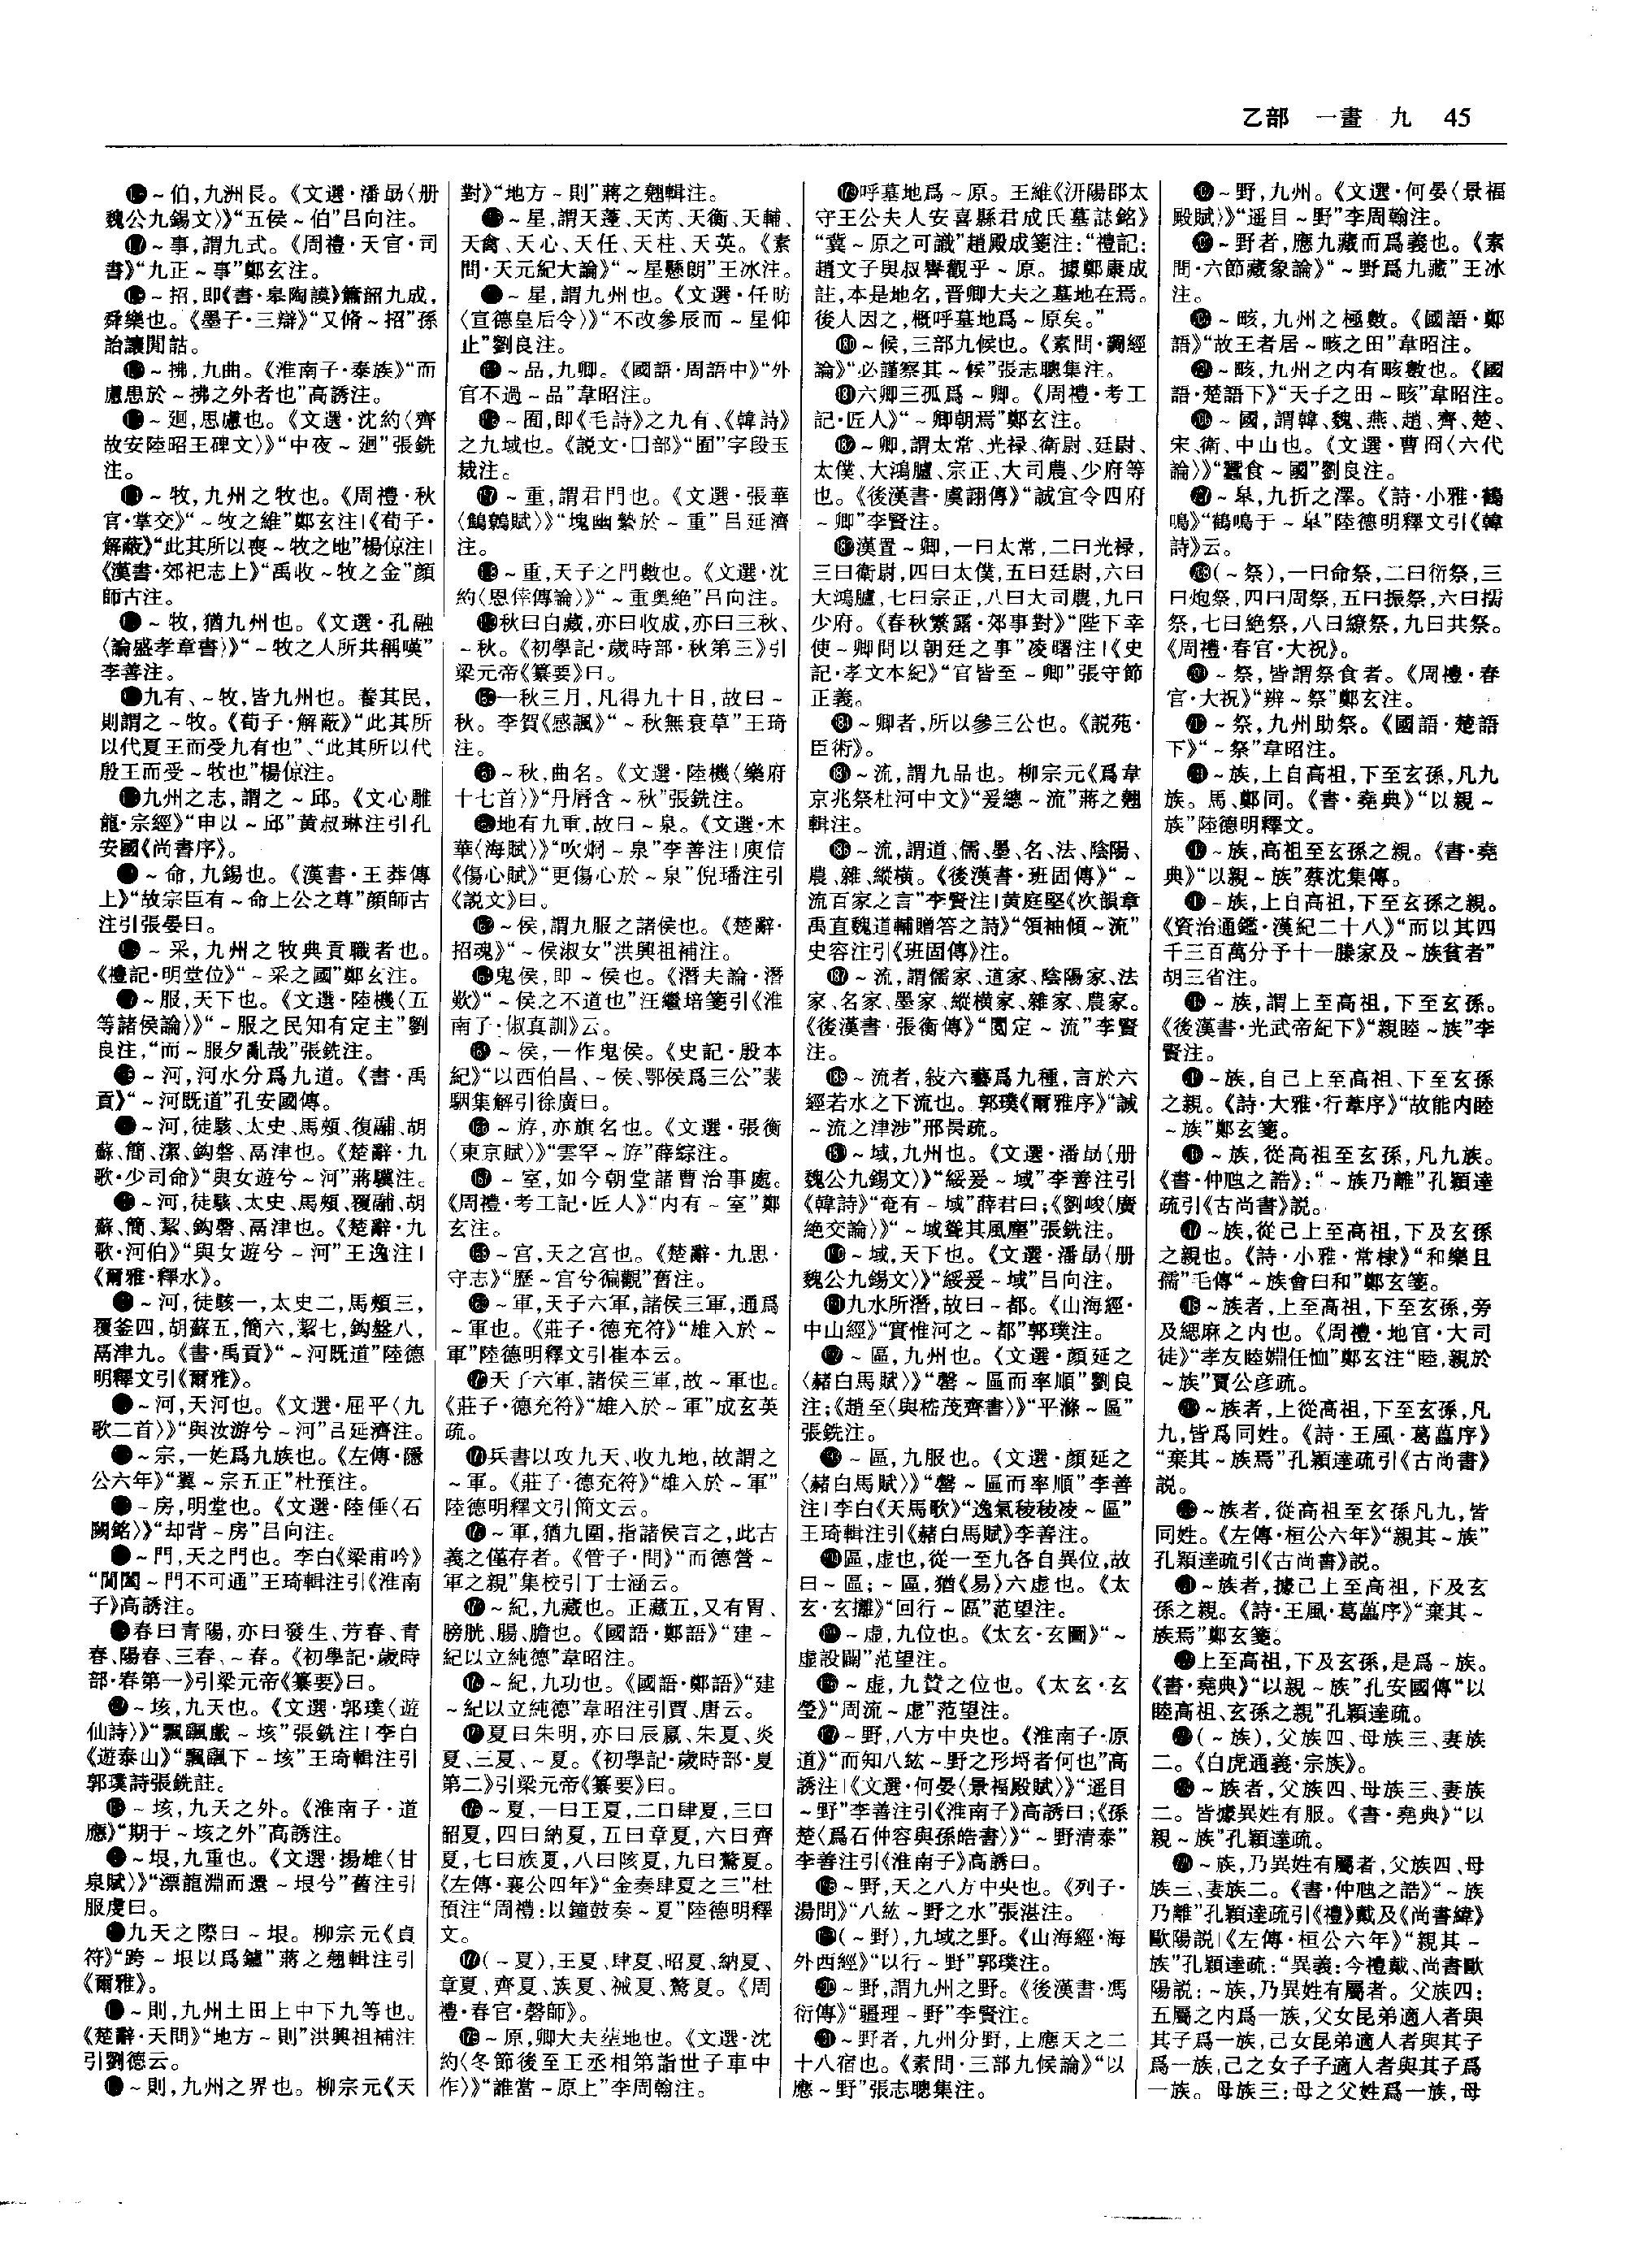 乙部　一畫　九　45
～伯,九洲長。《文選·潘勗〈册
魏公九錫文〉》“五侯～伯”吕向注。
～事,謂九式。《周禮·天官·司
書》“九正～事”鄭玄注。
～招,即《書·皋陶謨》簫韶九成,
舜樂也。《墨子·三辯》“又脩～招”孫
詒讓閒詁。
～拂,九曲。《淮南子·泰族》“而
慮患於～拂之外者也”高誘注。
～廻,思慮也。《文選·沈約〈齊
故安陸昭王碑文〉》“中夜～廻”張銑
注。
～牧,九州之牧也。《周禮·秋
官·掌交》“～牧之維”鄭玄注|《荀子·
解蔽》“此其所以喪～牧之地”楊倞注|
《漢書·郊祀志上》“禹收～牧之金”顔
師古注。
～牧,猶九州也。《文選·孔融
〈論盛孝章書〉》“～牧之人所共稱嘆”
李善注。
九有、～牧,皆九州也。養其民,
則謂之～牧。《荀子·解蔽》“此其所
以代夏王而受九有也”、“此其所以代
殷王而受～牧也”楊倞注。
九州之志,謂之～邱。《文心雕
龍·宗經》“申以～邱”黄叔琳注引孔
安國《尚書序》。
～命,九錫也。《漢書·王莽傳
上》“故宗臣有～命上公之尊”顔師古
注引張晏曰。
～采,九州之牧典貢職者也。
《禮記·明堂位》“～采之國”鄭玄注。
～服,天下也。《文選·陸機〈五
等諸侯論〉》“～服之民知有定主”劉
良注,“而～服夕亂哉”張銑注。
～河,河水分爲九道。《書·禹
貢》“～河既道”孔安國傳。
～河,徒駭、太史、馬頰、復鬴、胡
蘇、簡、潔、鈎磐、鬲津也。《楚辭·九
歌·少司命》“與女遊兮～河”蔣驥注。
～河,徒駭、太史、馬頰、覆鬴、胡
蘇、簡、絜、鈎磬、鬲津也。《楚辭·九
歌·河伯》“與女遊兮～河”王逸注|
《爾雅·釋水》。
～河,徒駭一,太史二,馬頰三,
覆釜四,胡蘇五,簡六,絜七,鈎盤八,
鬲津九。《書·禹貢》“～河既道”陸德
明釋文引《爾雅》。
～河,天河也。《文選·屈平〈九
歌二首〉》“與汝游兮～河”吕延濟注。
～宗,一姓爲九族也。《左傳·隱
公六年》“翼～宗五正”杜預注。
～房,明堂也。《文選·陸倕〈石
闕銘〉》“却背～房”吕向注。
～門,天之門也。李白《梁甫吟》
“閶闔～門不可通”王琦輯注引《淮南
子》高誘注。
春曰青陽,亦曰發生、芳春、青
春、陽春、三春、～春。《初學記·歲時
部·春第一》引梁元帝《纂要》曰。
～垓,九天也。《文選·郭璞〈遊
仙詩〉》“飄飄戲～垓”張銑注|李白
《遊泰山》“飄飄下～垓”王琦輯注引
郭璞詩張銑註。
～垓,九天之外。《淮南子·道
應》“期于～垓之外”高誘注。
～垠,九重也。《文選·揚雄〈甘
泉賦〉》“漂龍淵而還～垠兮”舊注引
服虔曰。
九天之際曰～垠。柳宗元《貞
符》“跨～垠以爲鑪”蔣之翹輯注引
《爾雅》。
～則,九州土田上中下九等也。
《楚辭·天問》“地方～則”洪興祖補注
引劉德云。
～則,九州之界也。柳宗元《天
對》“地方～則”蔣之翹輯注。
～星,謂天蓬、天芮、天衡、天輔、
天禽、天心、天任、天柱、天英。《素
問·天元紀大論》“～星懸朗”王冰注。
～星,謂九州也。《文選·任昉
〈宣德皇后令〉》“不改參辰而～星仰
止”劉良注。
～品,九卿。《國語·周語中》“外
官不過～品”韋昭注。
～囿,即《毛詩》之九有、《韓詩》
之九域也。《説文·囗部》“囿”字段玉
裁注。
～重,謂君門也。《文選·張華
〈鷦鷯賦〉》“塊幽縶於～重”吕延濟
注。
～重,天子之門數也。《文選·沈
約〈恩倖傳論〉》“～重奥絶”吕向注。
秋曰白藏,亦曰收成,亦曰三秋、
～秋。《初學記·歲時部·秋第三》引
梁元帝《纂要》曰。
一秋三月,凡得九十日,故曰～
秋。李賀《感諷》“～秋無衰草”王琦
注。
～秋,曲名。《文選·陸機〈樂府
十七首〉》“丹脣含～秋”張銑注。
地有九重,故曰～泉。《文選·木
華〈海賦〉》“吹炯～泉”李善注|庾信
《傷心賦》“更傷心於～泉”倪璠注引
《説文》曰。
～侯,謂九服之諸侯也。《楚辭·
招魂》“～侯淑女”洪興祖補注。
鬼侯,即～侯也。《潛夫論·潛
歎》“～侯之不道也”汪繼培箋引《淮
南子·俶真訓》云。
～侯,一作鬼侯。《史記·殷本
紀》“以西伯昌、～侯、鄂侯爲三公”裴
駰集解引徐廣曰。
～斿,亦旗名也。《文選·張衡
〈東京賦〉》“雲罕～斿”薛綜注。
～室,如今朝堂諸曹治事處。
《周禮·考工記·匠人》“内有～室”鄭
玄注。
～宫,天之宫也。《楚辭·九思·
守志》“歷～宫兮徧觀”舊注。
～軍,天子六軍,諸侯三軍,通爲
～軍也。《莊子·德充符》“雄入於～
軍”陸德明釋文引崔本云。
天子六軍,諸侯三軍,故～軍也。
《莊子·德充符》“雄入於～軍”成玄英
疏。
兵書以攻九天、收九地,故謂之
～軍。《莊子·德充符》“雄入於～軍”
陸德明釋文引簡文云。
～軍,猶九圍,指諸侯言之,此古
義之僅存者。《管子·問》“而德營～
軍之親”集校引丁士涵云。
～紀,九藏也。正藏五,又有胃、
膀胱、腸、膽也。《國語·鄭語》“建～
紀以立純德”韋昭注。
～紀,九功也。《國語·鄭語》“建
～紀以立純德”韋昭注引賈、唐云。
夏曰朱明,亦曰辰嬴、朱夏、炎
夏、三夏、～夏。《初學記·歲時部·夏
第二》引梁元帝《纂要》曰。
～夏,一曰王夏,二曰肆夏,三曰
韶夏,四曰納夏,五曰章夏,六曰齊
夏,七曰族夏,八曰陔夏,九曰驁夏。
《左傳·襄公四年》“金奏肆夏之三”杜
預注“周禮:以鐘鼓奏～夏”陸德明釋
文。
(～夏),王夏、肆夏、昭夏、納夏、
章夏、齊夏、族夏、祴夏、驁夏。《周
禮·春官·磬師》。
～原,卿大夫塋地也。《文選·沈
約〈冬節後至丞相第詣世子車中
作〉》“誰當～原上”李周翰注。
呼墓地爲～原。王維《汧陽郡太
守王公夫人安喜縣君成氏墓誌銘》
“冀～原之可識”趙殿成箋注:“禮記:
趙文子與叔譽觀乎～原。據鄭康成
註,本是地名,晋卿大夫之墓地在焉。
後人因之,概呼墓地爲～原矣。”
～候,三部九候也。《素問·調經
論》“必謹察其～候”張志聰集注。
六卿三孤爲～卿。《周禮·考工
記·匠人》“～卿朝焉”鄭玄注。
～卿,謂太常、光禄、衛尉、廷尉、
太僕、大鴻臚、宗正、大司農、少府等
也。《後漢書·虞詡傳》“誠宜令四府
～卿”李賢注。
漢置～卿,一曰太常,二曰光禄,
三曰衛尉,四曰太僕,五曰廷尉,六曰
大鴻臚,七曰宗正,八曰大司農,九曰
少府。《春秋繁露·郊事對》“陛下幸
使～卿問以朝廷之事”凌曙注|《史
記·孝文本紀》“官皆至～卿”張守節
正義。
～卿者,所以參三公也。《説苑·
臣術》。
～流,謂九品也。柳宗元《爲韋
京兆祭杜河中文》“爰總～流”蔣之翹
輯注。
～流,謂道、儒、墨、名、法、陰陽、
農、雜、縱横。《後漢書·班固傳》“～
流百家之言”李賢注|黄庭堅《次韻章
禹直魏道輔贈答之詩》“領袖傾～流”
史容注引《班固傳》注。
～流,謂儒家、道家、陰陽家、法
家、名家、墨家、縱横家、雜家、農家。
《後漢書·張衡傳》“閲定～流”李賢
注。
～流者,敍六藝爲九種,言於六
經若水之下流也。郭璞《爾雅序》“誠
～流之津涉”邢昺疏。
～域,九州也。《文選·潘勗〈册
魏公九錫文〉》“綏爰～域”李善注引
《韓詩》“奄有～域”薛君曰;《劉峻〈廣
絶交論〉》“～域聳其風塵”張銑注。
～域,天下也。《文選·潘勗〈册
魏公九錫文〉》“綏爰～域”吕向注。
九水所潛,故曰～都。《山海經·
中山經》“實惟河之～都”郭璞注。
～區,九州也。《文選·顔延之
〈赭白馬賦〉》“罄～區而率順”劉良
注;《趙至〈與嵇茂齊書〉》“平滌～區”
張銑注。
～區,九服也。《文選·顔延之
〈赭白馬賦〉》“罄～區而率順”李善
注|李白《天馬歌》“逸氣稜稜凌～區”
王琦輯注引《赭白馬賦》李善注。
區,虚也,從一至九各自異位,故
曰～區;～區,猶《易》六虚也。《太
玄·玄攡》“回行～區”范望注。
～虚,九位也。《太玄·玄圖》“～
虚設闢”范望注。
～虚,九贊之位也。《太玄·玄
瑩》“周流～虚”范望注。
～野,八方中央也。《淮南子·原
道》“而知八紘～野之形埒者何也”高
誘注|《文選·何晏〈景福殿賦〉》“遥目
～野”李善注引《淮南子》高誘曰;《孫
楚〈爲石仲容與孫皓書〉》“～野清泰”
李善注引《淮南子》高誘曰。
～野,天之八方中央也。《列子·
湯問》“八紘～野之水”張湛注。
(～野),九域之野。《山海經·海
外西經》“以行～野”郭璞注。
～野,謂九州之野。《後漢書·馮
衍傳》“疆理～野”李賢注。
～野者,九州分野,上應天之二
十八宿也。《素問·三部九候論》“以
應～野”張志聰集注。
～野,九州。《文選·何晏〈景福
殿賦〉》“遥目～野”李周翰注。
～野者,應九藏而爲義也。《素
問·六節藏象論》“～野爲九藏”王冰
注。
～畡,九州之極數。《國語·鄭
語》“故王者居～畡之田”韋昭注。
～畡,九州之内有畡數也。《國
語·楚語下》“天子之田～畡”韋昭注。
～國,謂韓、魏、燕、趙、齊、楚、
宋、衛、中山也。《文選·曹冏〈六代
論〉》“蠶食～國”劉良注。
～皋,九折之澤。《詩·小雅·鶴
鳴》“鶴鳴于～皋”陸德明釋文引《韓
詩》云。
(～祭),一曰命祭,二曰衍祭,三
曰炮祭,四曰周祭,五曰振祭,六曰擩
祭,七曰絶祭,八曰繚祭,九曰共祭。
《周禮·春官·大祝》。
～祭,皆謂祭食者。《周禮·春
官·大祝》“辨～祭”鄭玄注。
～祭,九州助祭。《國語·楚語
下》“～祭”韋昭注。
～族,上自高祖,下至玄孫,凡九
族。馬、鄭同。《書·堯典》“以親～
族”陸德明釋文。
～族,高祖至玄孫之親。《書·堯
典》“以親～族”蔡沈集傳。
～族,上自高祖,下至玄孫之親。
《資治通鑑·漢紀二十八》“而以其四
千三百萬分予十一媵家及～族貧者”
胡三省注。
～族,謂上至高祖,下至玄孫。
《後漢書·光武帝紀下》“親睦～族”李
賢注。
～族,自己上至高祖、下至玄孫
之親。《詩·大雅·行葦序》“故能内睦
～族”鄭玄箋。
～族,從高祖至玄孫,凡九族。
《書·仲虺之誥》:“～族乃離”孔穎達
疏引《古尚書》説。
～族,從己上至高祖,下及玄孫
之親也。《詩·小雅·常棣》“和樂且
孺”毛傳“～族會曰和”鄭玄箋。
～族者,上至高祖,下至玄孫,旁
及緦麻之内也。《周禮·地官·大司
徒》“孝友睦婣任恤”鄭玄注“睦,親於
～族”賈公彦疏。
～族者,上從高祖,下至玄孫,凡
九,皆爲同姓。《詩·王風·葛藟序》
“棄其～族焉”孔穎達疏引《古尚書》
説。
～族者,從高祖至玄孫凡九,皆
同姓。《左傳·桓公六年》“親其～族”
孔穎達疏引《古尚書》説。
～族者,據己上至高祖,下及玄
孫之親。《詩·王風·葛藟序》“棄其～
族焉”鄭玄箋。
上至高祖,下及玄孫,是爲～族。
《書·堯典》“以親～族”孔安國傳“以
睦高祖、玄孫之親”孔穎達疏。
(～族),父族四、母族三、妻族
二。《白虎通義·宗族》。
～族者,父族四、母族三、妻族
二。皆據異姓有服。《書·堯典》“以
親～族”孔穎達疏。
～族,乃異姓有屬者,父族四、母
族三、妻族二。《書·仲虺之誥》“～族
乃離”孔穎達疏引《禮》戴及《尚書緯》
歐陽説|《左傳·桓公六年》“親其～
族”孔穎達疏:“異義:今禮戴、尚書歐
陽説:～族,乃異姓有屬者。父族四:
五屬之内爲一族,父女昆弟適人者與
其子爲一族,己女昆弟適人者與其子
爲一族,己之女子子適人者與其子爲
一族。母族三:母之父姓爲一族,母